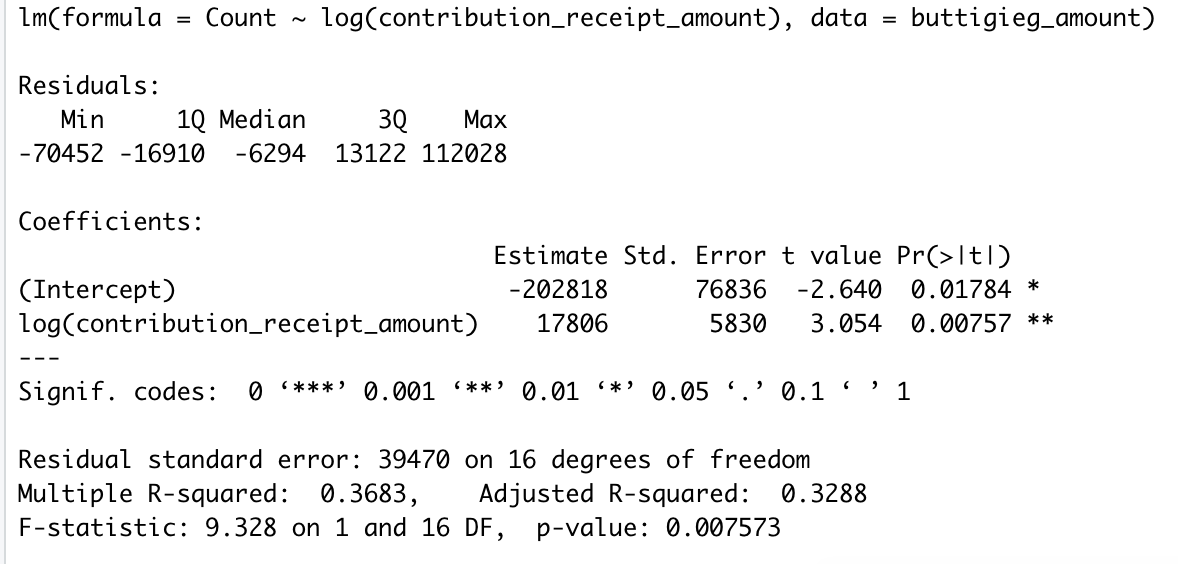 lm(formula = Count ~ log(contribution_receipt_amount), data = buttigieg_amount)
Residuals:
Min 1Q Median 3Q Max
-70452 -16910 -6294 13122 112028
Coefficients:
Estimate Std. Error t value Pr(>|t|)
(Intercept) -202818 76836 -2.640 0.01784 *
log(contribution_receipt_amount) 17806 5830 3.054 0.00757 **
---
Signif. codes: 0 ‘***’ 0.001 ‘**’ 0.01 ‘*’ 0.05 ‘.’ 0.1 ‘ ’ 1
Residual standard error: 39470 on 16 degrees of freedom
Multiple R-squared: 0.3683, Adjusted R-squared: 0.3288
F-statistic: 9.328 on 1 and 16 DF, p-value: 0.007573